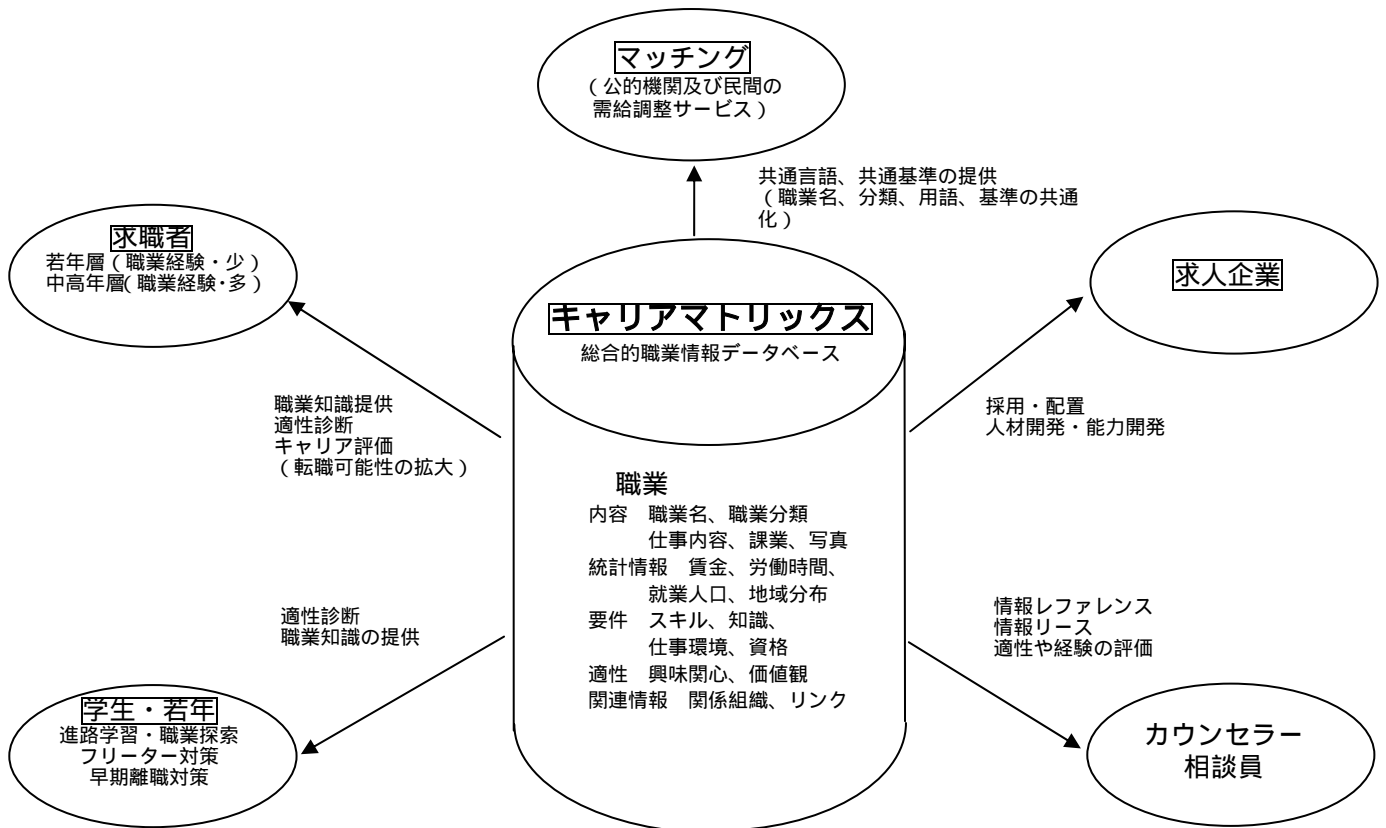 マッチング
（公的機関及び民間の
需給調整サービス）
共通言語、共通基準の提供
（職業名、分類、用語、基準の共通
化）
求職者
若年層（職業経験・少）
中高年層（職業経験・多）
求人企業
キャリアマトリックス
総合的職業情報データベース
職業知識提供
適性診断
キャリア評価
（転職可能性の拡大）
採用・配置
人材開発・能力開発
職業
内容　職業名、職業分類
仕事内容、課業、写真
統計情報　賃金、労働時間、
就業人口、地域分布
要件　スキル、知識、
仕事環境、資格
適性　興味関心、価値観
関連情報　関係組織、リンク
適性診断
職業知識の提供
情報レファレンス
情報リース
適性や経験の評価
学生・若年
進路学習・職業探索
フリーター対策
早期離職対策
カウンセラー
相談員